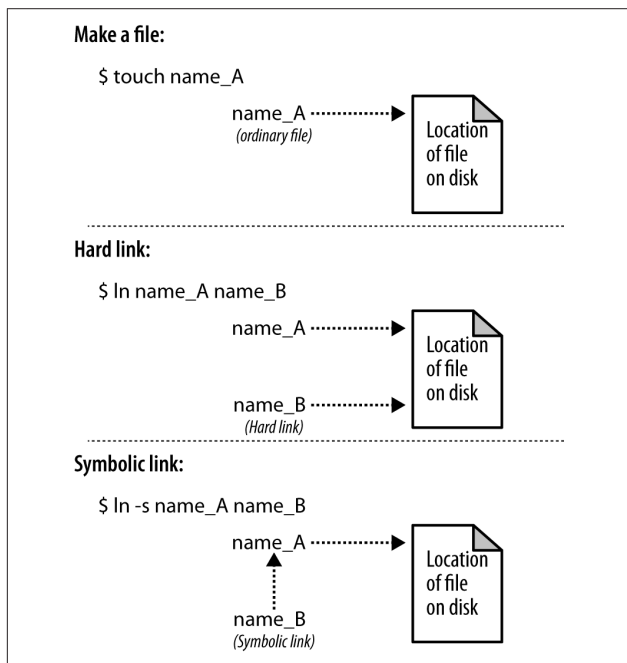 Make a file:
$ touch name_A
name_A
(ordinary file)
Location
of file
on disk
Hard link:
$ ln name_A name_B
name_A
name_B
(Hard link)
Location
of file
on disk
Symbolic link:
$ ln -s name_A name_B
name_A
name_B
(Symbolic link)
Location
of file
on disk